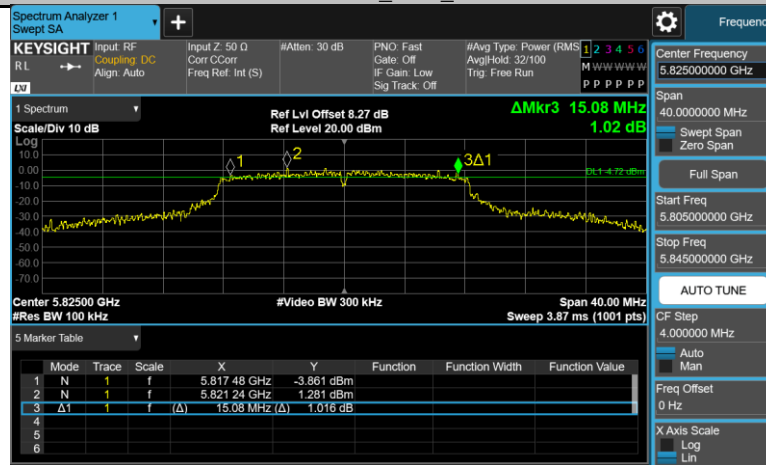 Spectrum Analyzer 1
Swept SA
+
Frequenc
KEYSIGHT
RL
LXI
Input: RF
Coupling: DC
Align: Auto
Input Z: 50 Ω
Corr CCorr
Freq Ref: Int (S)
#Atten: 30 dB
PNO: Fast
Gate: Off
IF Gain: Low
Sig Track: Off
#Avg Type: Power (RMS
Avg|Hold: 32/100
Trig: Free Run
1 2 3 4 5 6
M W W W W W
P P P P P P
1 Spectrum
Scale/Div 10 dB
Ref Lvl Offset 8.27 dB
Ref Level 20.00 dBm
ΔMkr3 15.08 MHz
1.02 dB
Log
10.0
0.00
-10.0
-20.0
-30.0
-40.0
-50.0
-60.0
-70.0
1
2
3Δ1
DL1 -4.72 dBm
Center 5.82500 GHz
#Res BW 100 kHz
#Video BW 300 kHz
Span 40.00 MHz
Sweep 3.87 ms (1001 pts)
5 Marker Table
Mode Trace Scale X Y Function Function Width Function Value
1 N 1 f 5.817 48 GHz -3.861 dBm
2 N 1 f 5.821 24 GHz 1.281 dBm
3 Δ1 1 f (Δ) 15.08 MHz (Δ) 1.016 dB
4
5
6
Center Frequency
5.825000000 GHz
Span
40.0000000 MHz
Swept Span
Zero Span
Full Span
Start Freq
5.805000000 GHz
Stop Freq
5.845000000 GHz
AUTO TUNE
CF Step
4.000000 MHz
Auto
Man
Freq Offset
0 Hz
X Axis Scale
Log
Lin